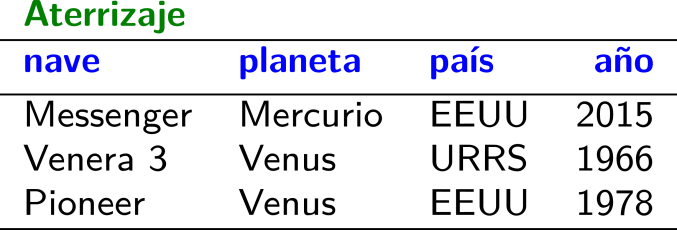 Aterrizaje
nave planeta país año
Messenger Mercurio EEUU 2015
Venera 3 Venus URRS 1966
Pioneer Venus EEUU 1978